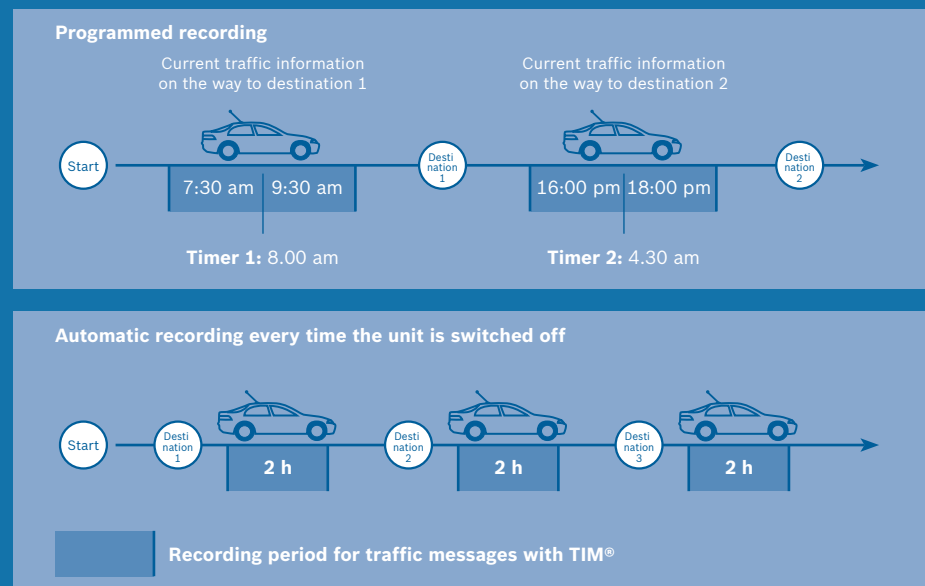 Programmed recording
Current traffic information
on the way to destination 1
Current traffic information
on the way to destination 2
Start
Desti
nation
1
Desti
nation
2
7:30 am 9:30 am
16:00 pm 18:00 pm
Timer 1: 8.00 am
Timer 2: 4.30 am
Automatic recording every time the unit is switched off
Start
Desti
nation
1
Desti
nation
2
Desti
nation
3
2 h
2 h
2 h
Recording period for traffic messages with TIM®